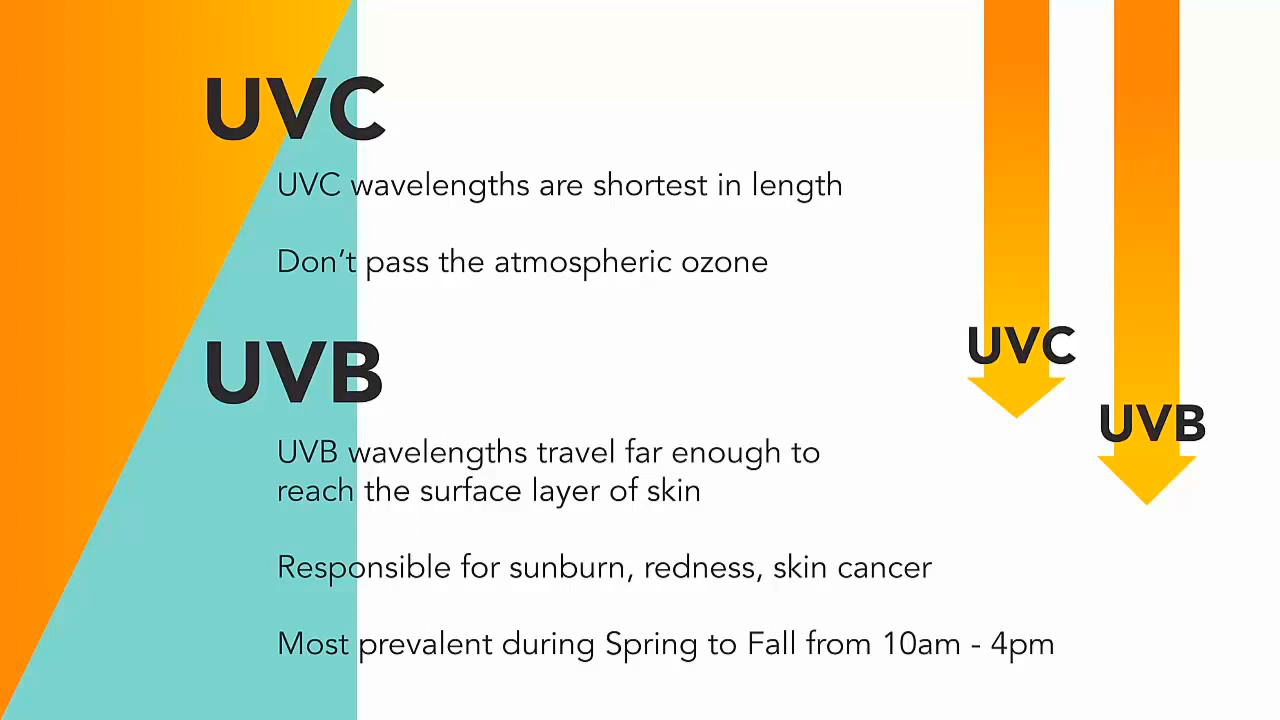 UVC
UVC wavelengths are shortest in length
Don’t pass the atmospheric ozone
UVB
UVB wavelengths travel far enough to
reach the surface layer of skin
Responsible for sunburn, redness, skin cancer
Most prevalent during Spring to Fall from 10am - 4pm
UVC
UVB